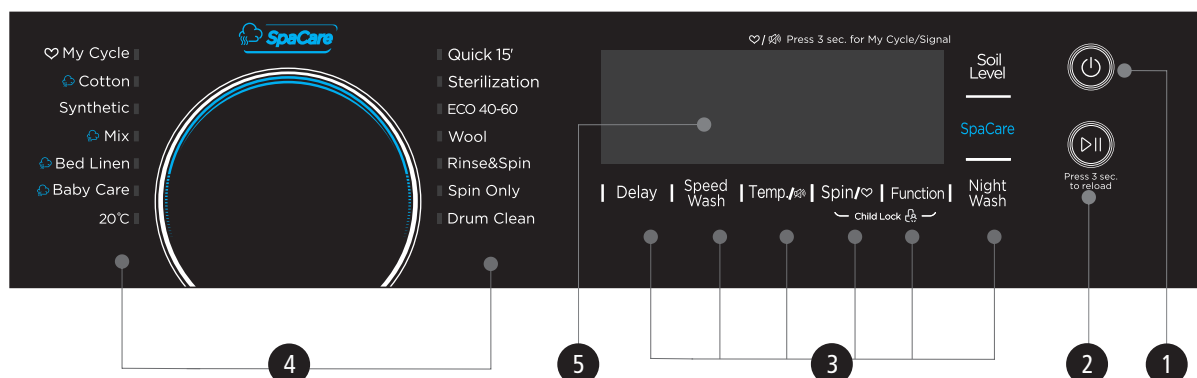 SpaCare
My Cycle
Cotton
Synthetic
Mix
Bed Linen
Baby Care
20℃
Quick 15'
Sterilization
ECO 40-60
Wool
Rinse&Spin
Spin Only
Drum Clean
/ Press 3 sec. for My Cycle/Signal
Soil
Level
SpaCare
Delay
Speed
Wash
Temp./
Spin/
Function
Night
Wash
Child Lock
Press 3 sec.
to reload
4
5
3
2
1